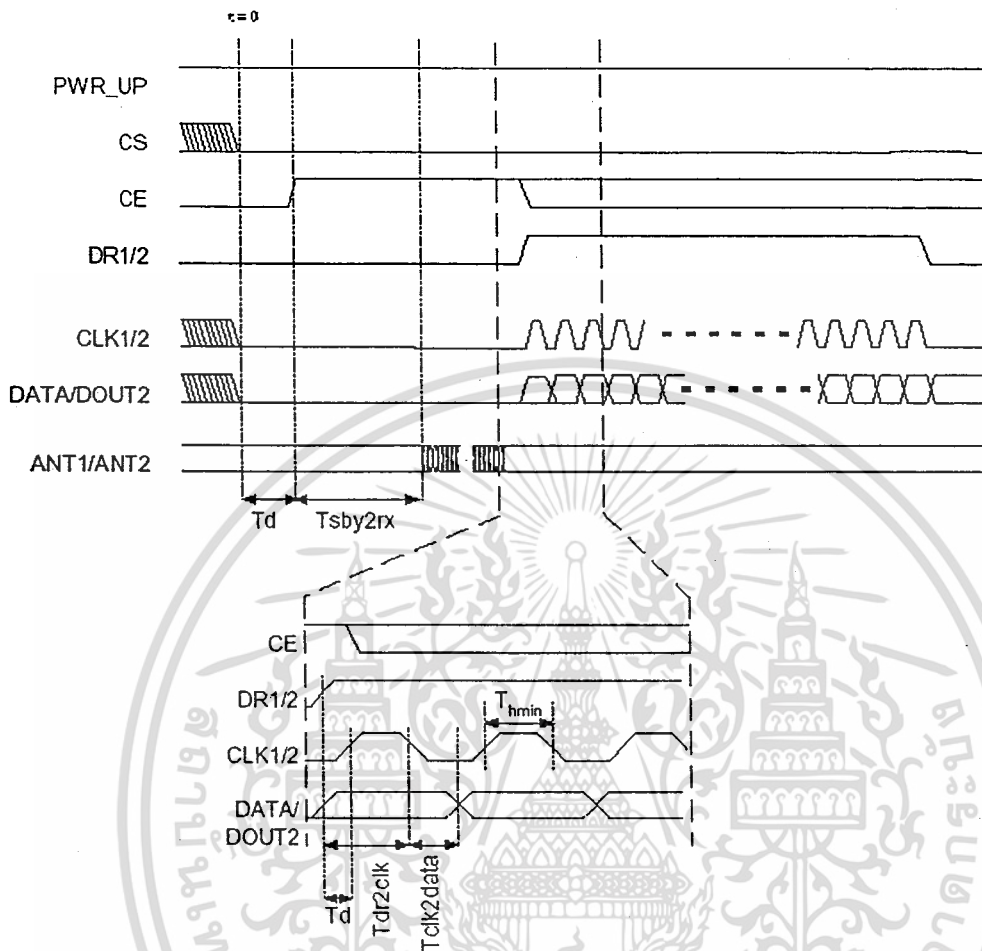 t = 0
PWR_UP
CS
CE
DR1/2
CLK1/2
DATA/DOUT2
ANT1/ANT2
Td
Tsby2rx
CE
DR1/2
Thmin
CLK1/2
DATA/
DOUT2
Td
Tdr2clk
Tclk2data